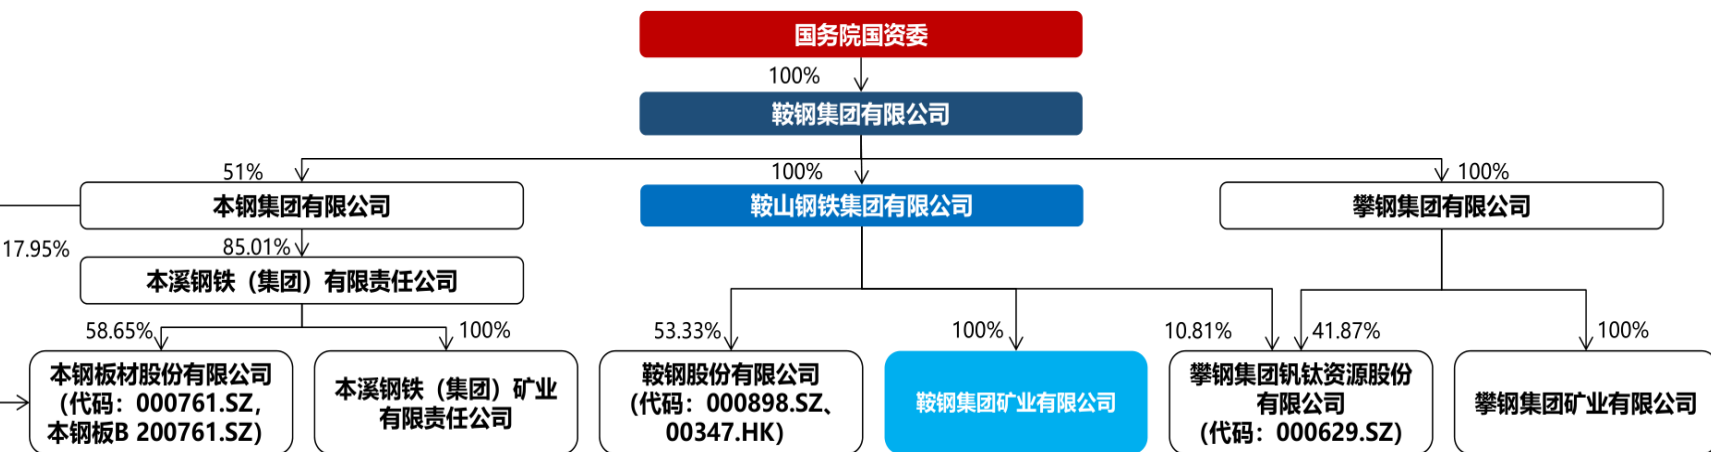 国务院国资委
100%
鞍钢集团有限公司
51%
100%
100%
本钢集团有限公司
鞍山钢铁集团有限公司
攀钢集团有限公司
17.95%
85.01%
本溪钢铁（集团）有限责任公司
58.65%
100%
53.33%
100%
10.81%
41.87%
100%
本钢板材股份有限公司
（代码：000761.SZ，
本钢板B 200761.SZ）
本溪钢铁（集团）矿业
有限责任公司
鞍钢股份有限公司
（代码：000898.SZ、
00347.HK）
鞍钢集团矿业有限公司
攀钢集团钒钛资源股份
有限公司
（代码：000629.SZ）
攀钢集团矿业有限公司